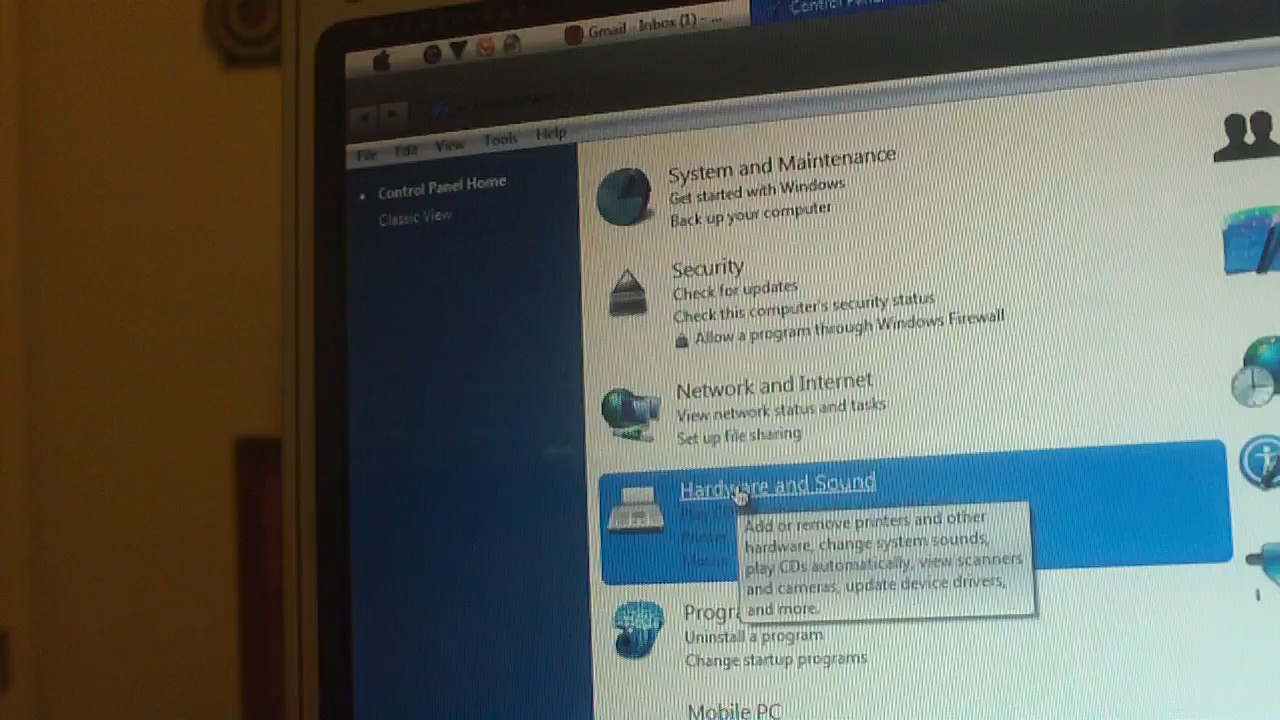 Gmail - Inbox (1) - ...
Control Panel
File Edit View Tools Help
Control Panel Home
Classic View
System and Maintenance
Get started with Windows
Back up your computer
Security
Check for updates
Check this computer's security status
Allow a program through Windows Firewall
Network and Internet
View network status and tasks
Set up file sharing
Hardware and Sound
Add or remove printers and other
hardware, change system sounds,
play CDs automatically, view scanners
and cameras, update device drivers,
and more.
Progra
Uninstall a program
Change startup programs
Mobile PC